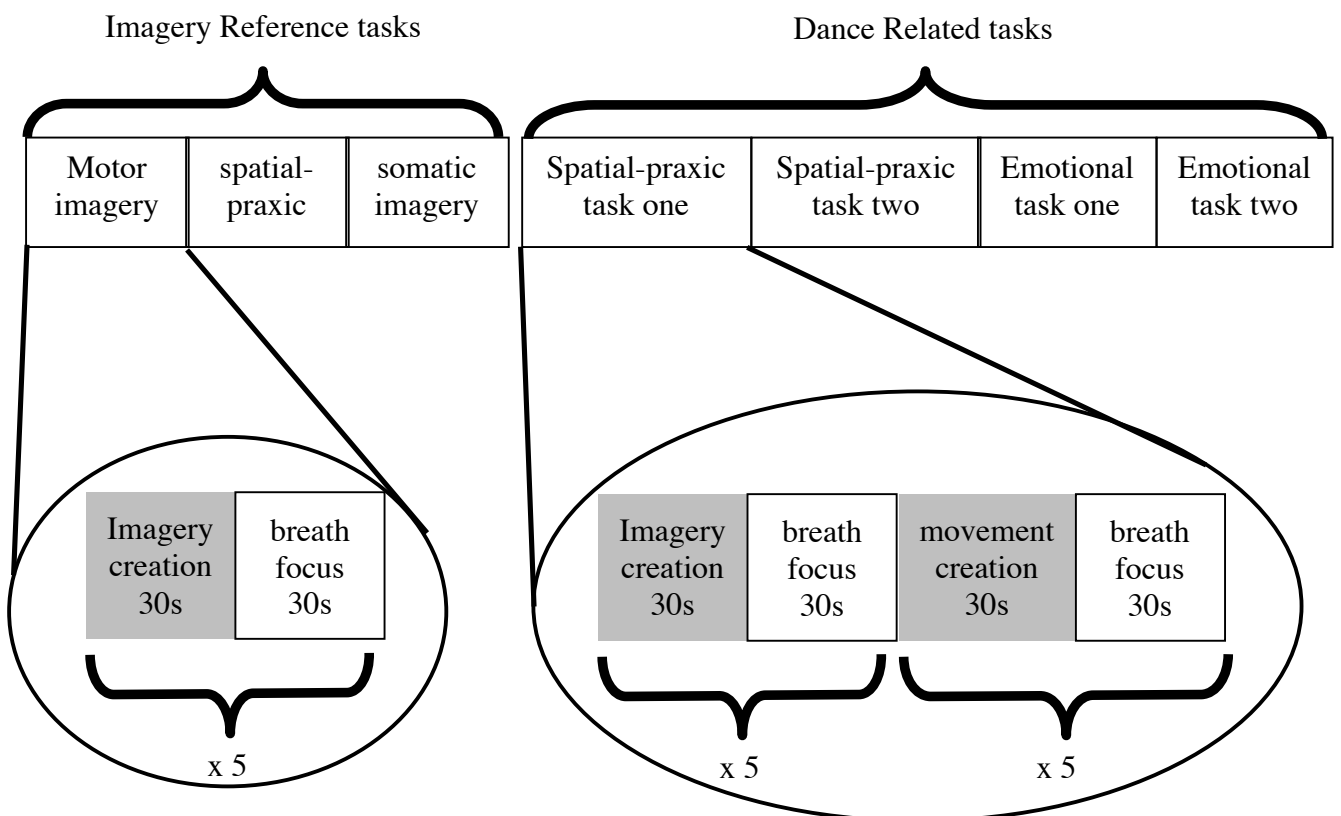 Imagery Reference tasks
Dance Related tasks
Motor
imagery
spatial-
praxic
somatic
imagery
Spatial-praxic
task one
Spatial-praxic
task two
Emotional
task one
Emotional
task two
Imagery
creation
30s
breath
focus
30s
Imagery
creation
30s
breath
focus
30s
movement
creation
30s
breath
focus
30s
x 5
x 5
x 5